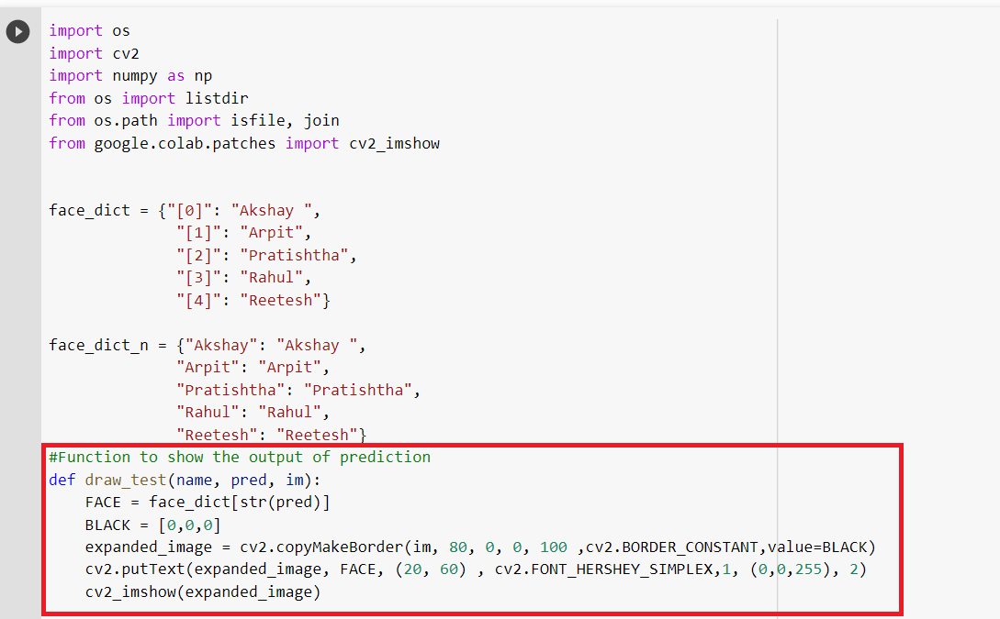 import os
import cv2
import numpy as np
from os import listdir
from os.path import isfile, join
from google.colab.patches import cv2_imshow
face_dict = {"[0]": "Akshay ",
"[1]": "Arpit",
"[2]": "Pratishtha",
"[3]": "Rahul",
"[4]": "Reetesh"}
face_dict_n = {"Akshay": "Akshay ",
"Arpit": "Arpit",
"Pratishtha": "Pratishtha",
"Rahul": "Rahul",
"Reetesh": "Reetesh"}
#Function to show the output of prediction
def draw_test(name, pred, im):
FACE = face_dict[str(pred)]
BLACK = [0,0,0]
expanded_image = cv2.copyMakeBorder(im, 80, 0, 0, 100 ,cv2.BORDER_CONSTANT,value=BLACK)
cv2.putText(expanded_image, FACE, (20, 60) , cv2.FONT_HERSHEY_SIMPLEX,1, (0,0,255), 2)
cv2_imshow(expanded_image)